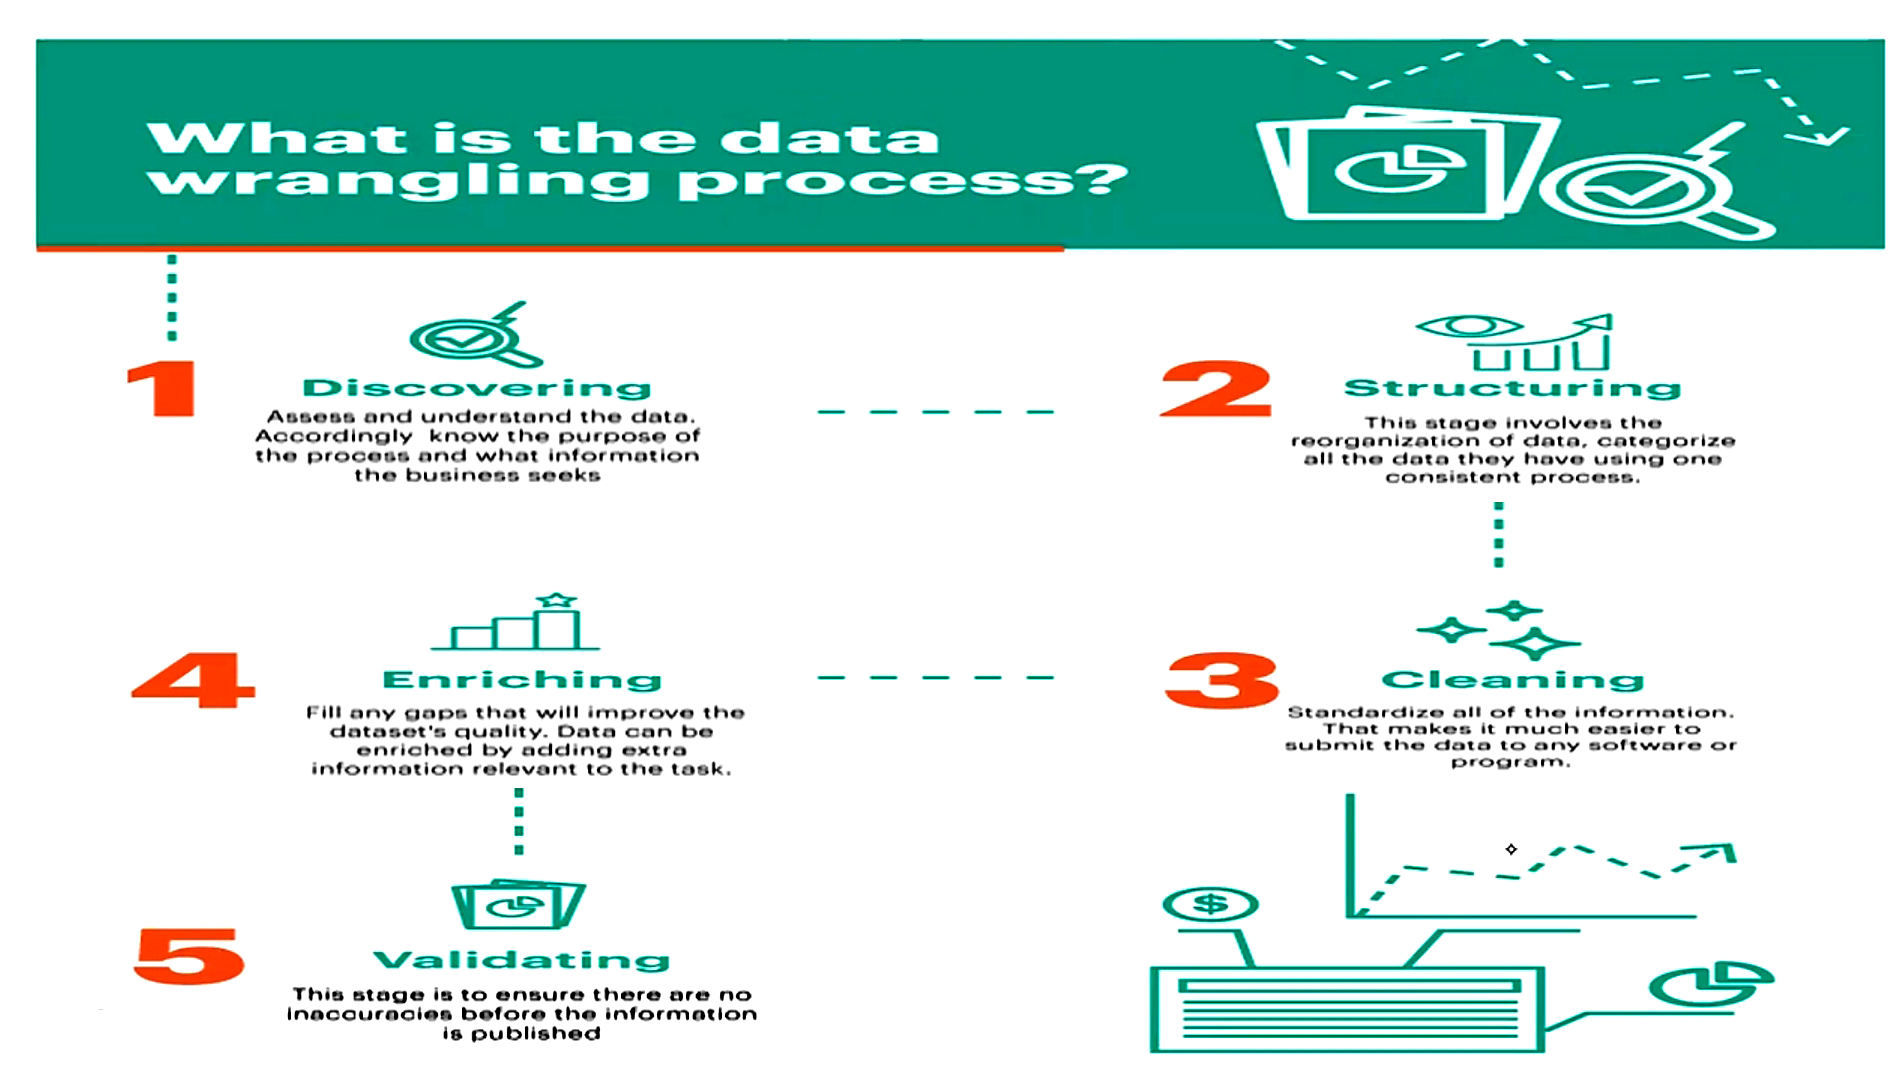 What is the data
wrangling process?
1
Discovering
Assess and understand the data.
Accordingly know the purpose of
the process and what information
the business seeks
2
Structuring
This stage involves the
reorganization of data, categorize
all the data they have using one
consistent process.
3
Cleaning
Standardize all of the information.
That makes it much easier to
submit the data to any software or
program.
4
Enriching
Fill any gaps that will improve the
dataset's quality. Data can be
enriched by adding extra
information relevant to the task.
5
Validating
This stage is to ensure there are no
inaccuracies before the information
is published
$